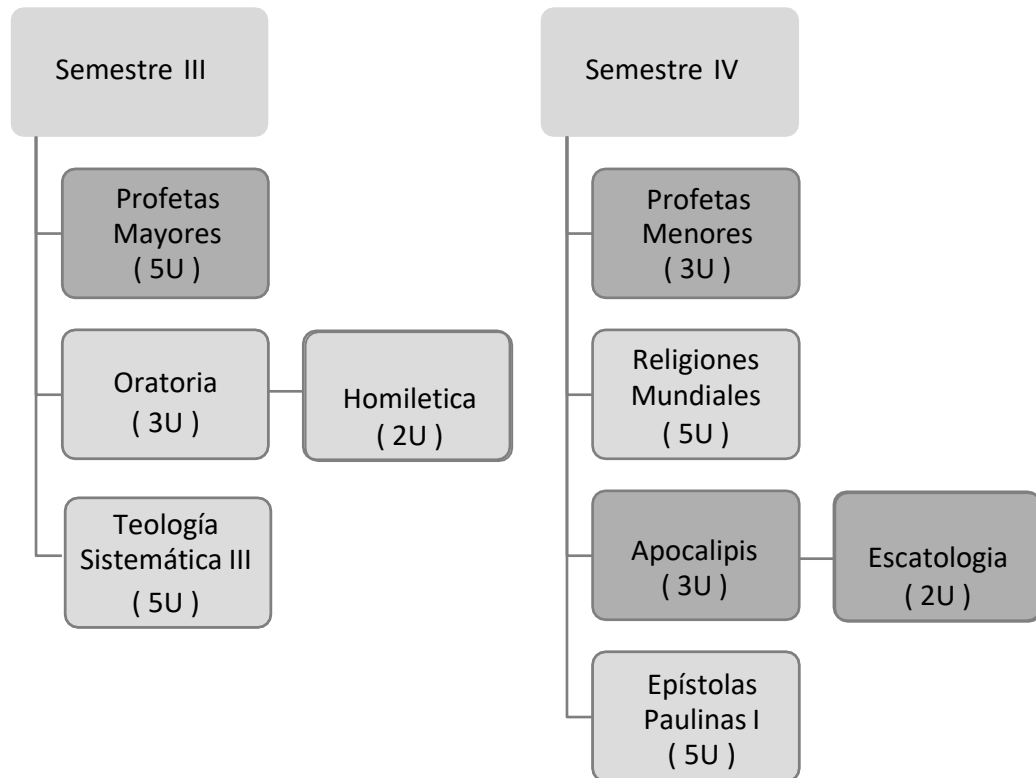 Semestre III
Profetas
Mayores
( 5U )
Oratoria
( 3U )
Homiletica
( 2U )
Teología
Sistemática III
( 5U )
Semestre IV
Profetas
Menores
( 3U )
Religiones
Mundiales
( 5U )
Apocalipis
( 3U )
Escatologia
( 2U )
Epístolas
Paulinas I
( 5U )